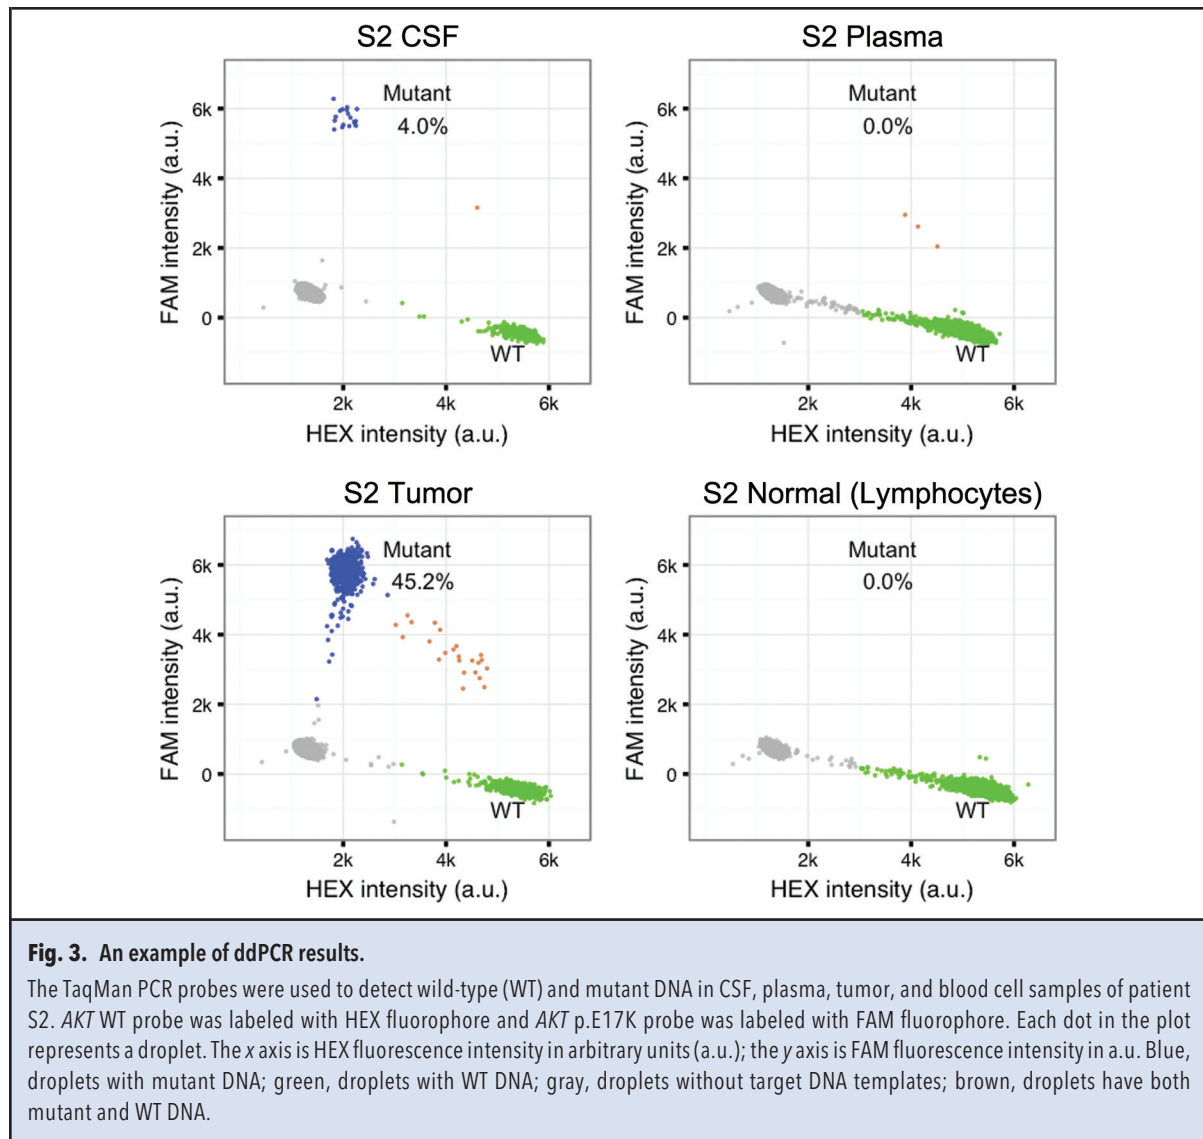 S2 CSF
Mutant
4.0%
6k
4k
2k
0
FAM intensity (a.u.)
WT
2k
4k
6k
HEX intensity (a.u.)
S2 Plasma
Mutant
0.0%
6k
4k
2k
0
FAM intensity (a.u.)
WT
2k
4k
6k
HEX intensity (a.u.)
S2 Tumor
Mutant
45.2%
6k
4k
2k
0
FAM intensity (a.u.)
WT
2k
4k
6k
HEX intensity (a.u.)
S2 Normal (Lymphocytes)
Mutant
0.0%
6k
4k
2k
0
FAM intensity (a.u.)
WT
2k
4k
6k
HEX intensity (a.u.)
Fig. 3. An example of ddPCR results.
The TaqMan PCR probes were used to detect wild-type (WT) and mutant DNA in CSF, plasma, tumor, and blood cell samples of patient
S2. AKT WT probe was labeled with HEX fluorophore and AKT p.E17K probe was labeled with FAM fluorophore. Each dot in the plot
represents a droplet. The x axis is HEX fluorescence intensity in arbitrary units (a.u.); the y axis is FAM fluorescence intensity in a.u. Blue,
droplets with mutant DNA; green, droplets with WT DNA; gray, droplets without target DNA templates; brown, droplets have both
mutant and WT DNA.